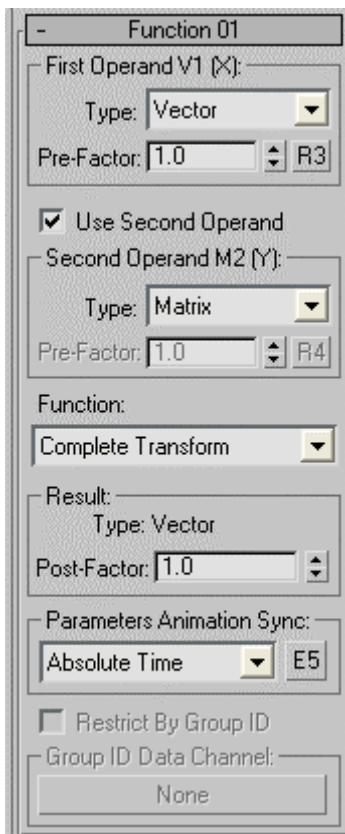 - Function 01
First Operand V1 (X):
Type: Vector
Pre-Factor: 1.0 R3
Use Second Operand
Second Operand M2 (Y):
Type: Matrix
Pre-Factor: 1.0 R4
Function:
Complete Transform
Result:
Type: Vector
Post-Factor: 1.0
Parameters Animation Sync:
Absolute Time E5
Restrict By Group ID
Group ID Data Channel:
None